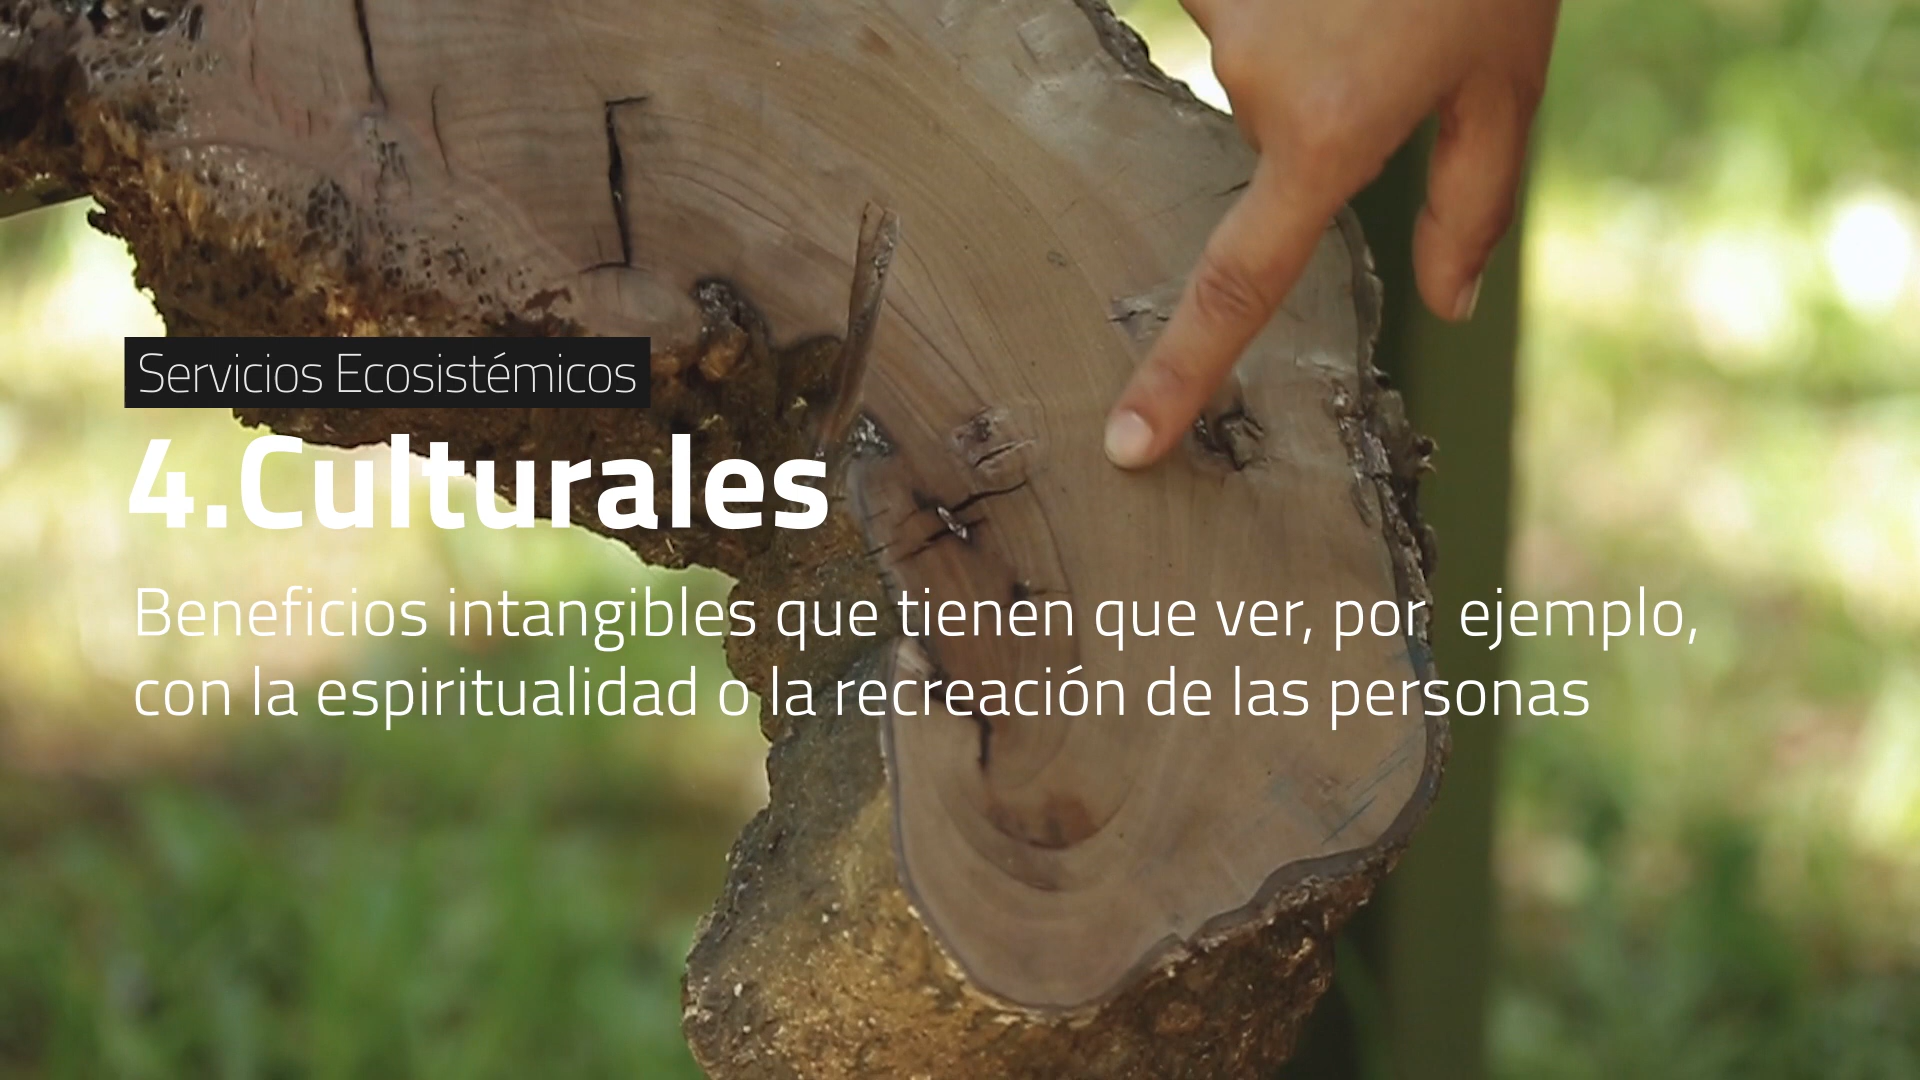 Servicios Ecosistémicos
4.Culturales
Beneficios intangibles que tienen que ver, por  ejemplo,
con la espiritualidad o la recreación de las personas